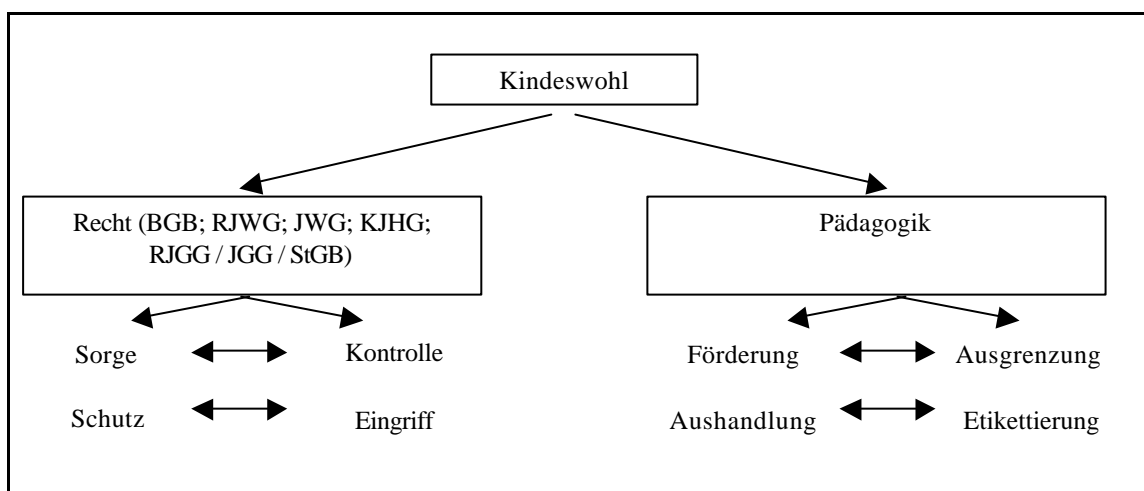 Kindeswohl
Recht (BGB; RJWG; JWG; KJHG;
RJGG / JGG / StGB)
Pädagogik
Sorge
Kontrolle
Förderung
Ausgrenzung
Schutz
Eingriff
Aushandlung
Etikettierung